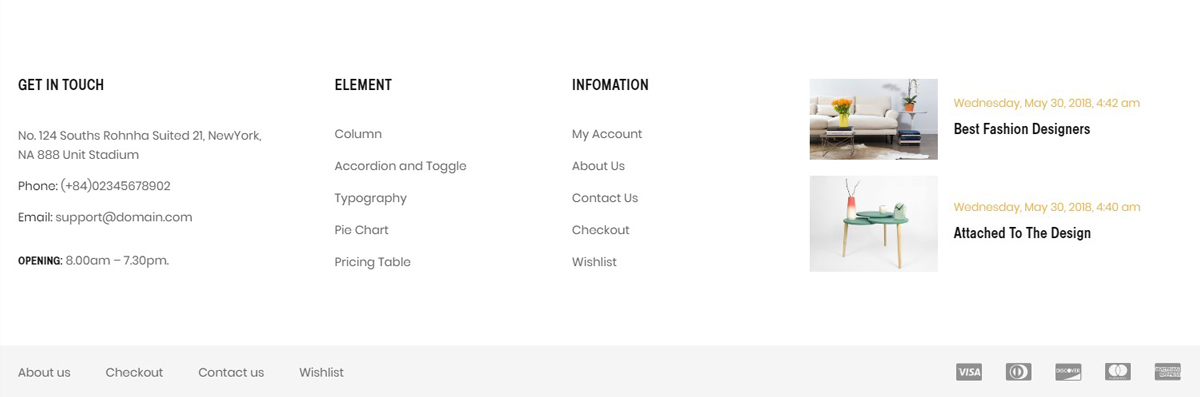 GET IN TOUCH
No. 124 Souths Rohnha Suited 21, NewYork,
NA 888 Unit Stadium
Phone: (+84)02345678902
Email: support@domain.com
OPENING: 8.00am – 7.30pm.
ELEMENT
Column
Accordion and Toggle
Typography
Pie Chart
Pricing Table
INFOMATION
My Account
About Us
Contact Us
Checkout
Wishlist
Wednesday, May 30, 2018, 4:42 am
Best Fashion Designers
Wednesday, May 30, 2018, 4:40 am
Attached To The Design
About us
Checkout
Contact us
Wishlist
VISA
DISCOVER